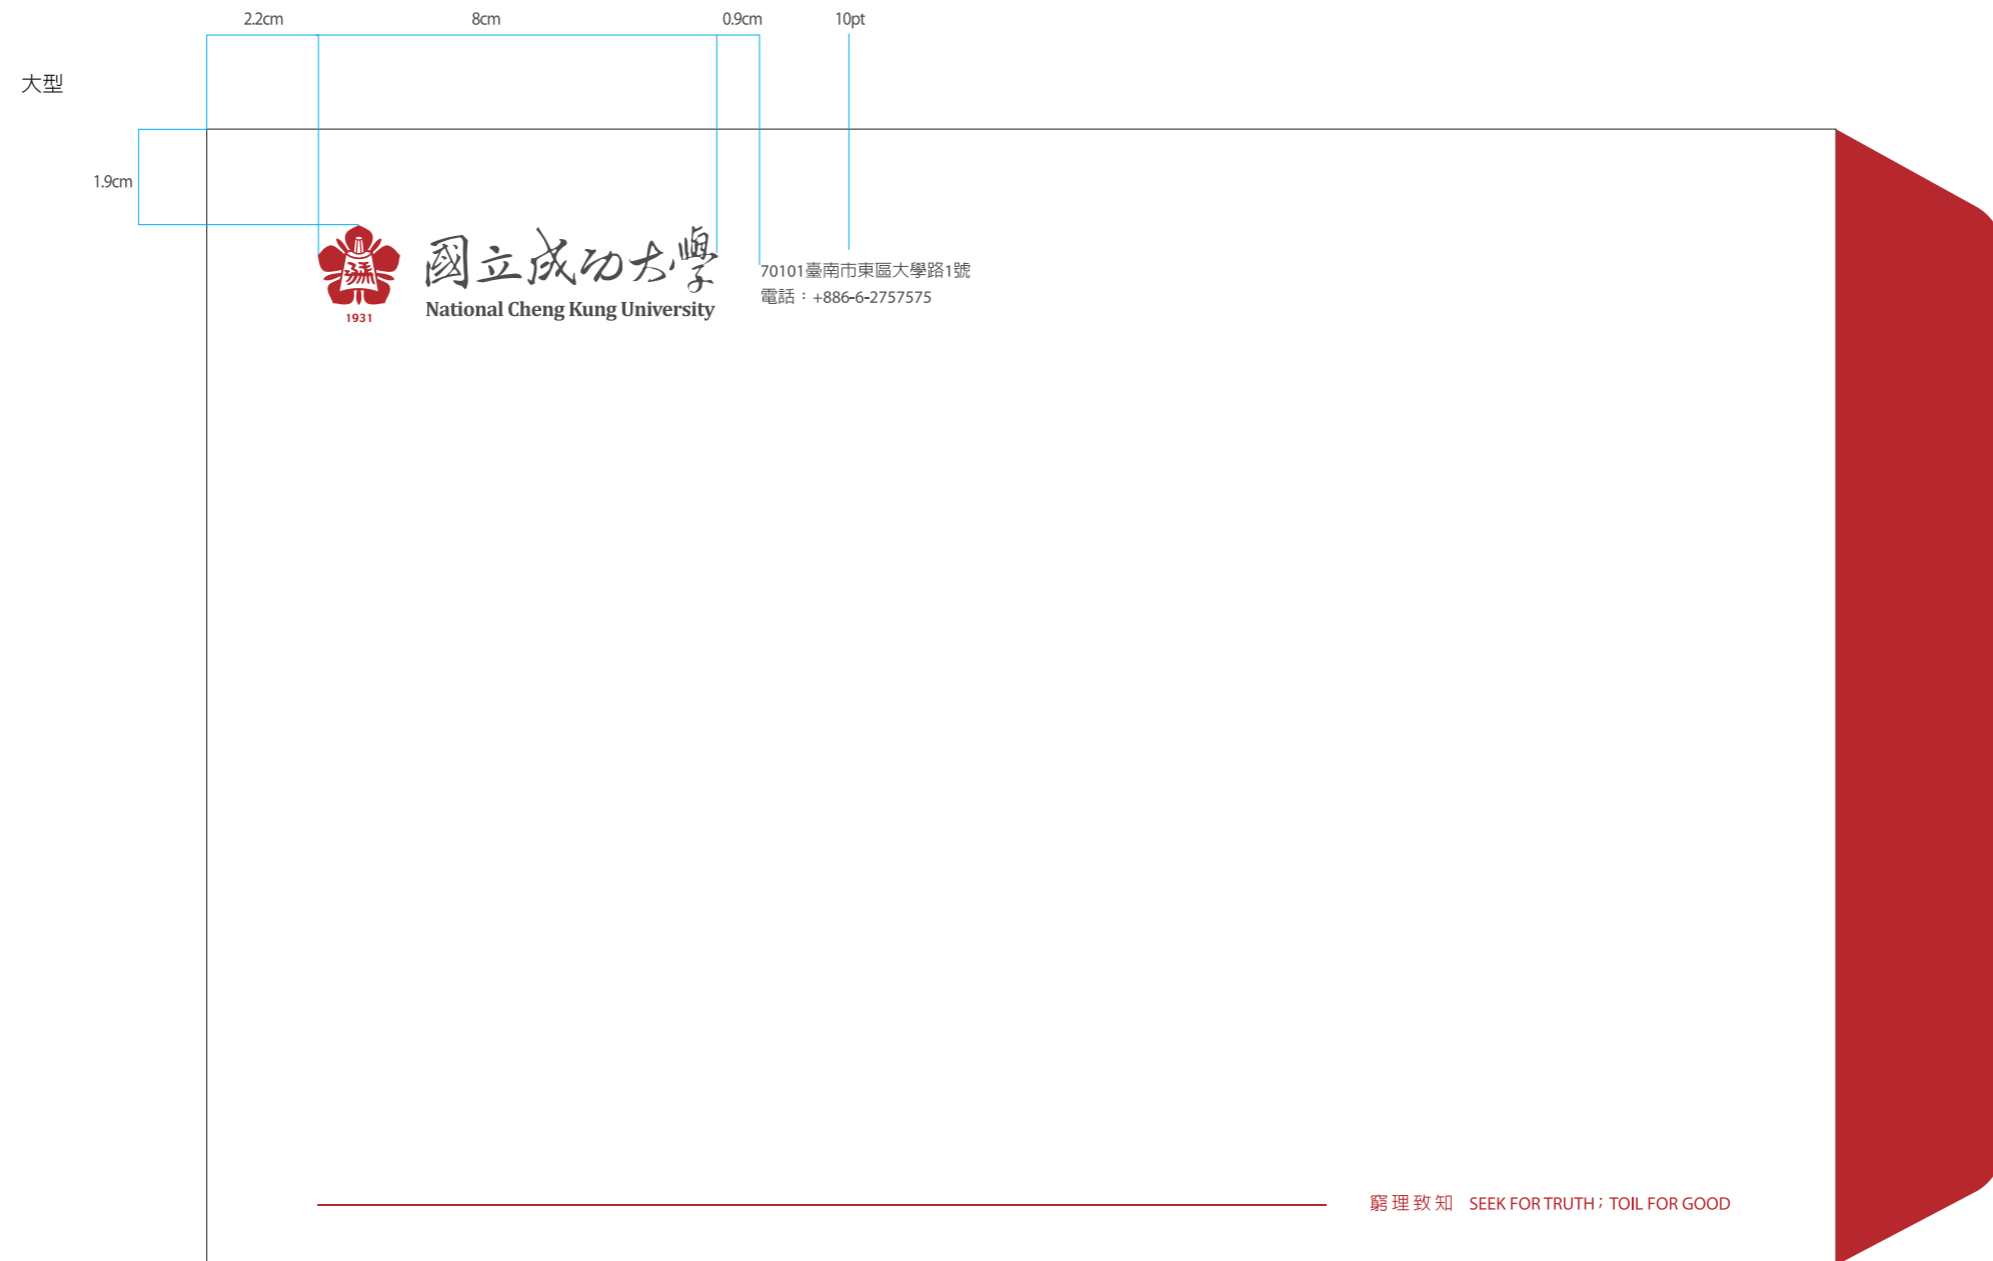 2.2cm 8cm 0.9cm 10pt
大型
1.9cm
國立成功大學
70101臺南市東區大學路1號
電話：+886-6-2757575
National Cheng Kung University
1931
窮理致知 SEEK FOR TRUTH；TOIL FOR GOOD